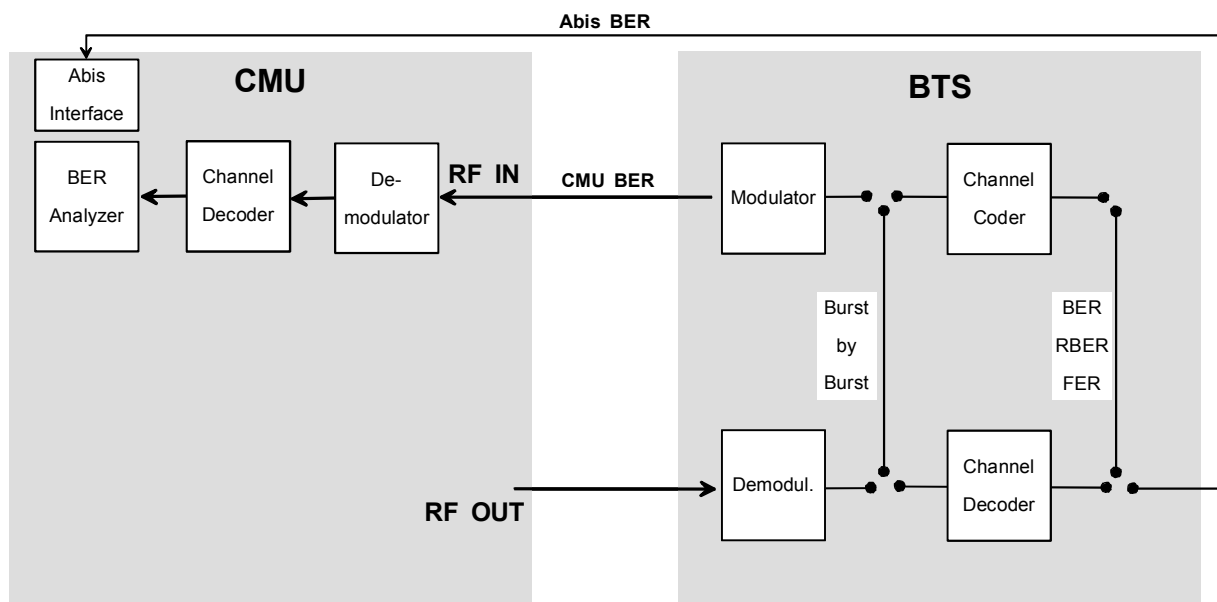 Abis BER
CMU
BTS
Abis
Interface
BER
Analyzer
Channel
Decoder
De-
modulator
RF IN
CMU BER
Modulator
Channel
Coder
Burst
by
Burst
BER
RBER
FER
RF OUT
Demodul.
Channel
Decoder